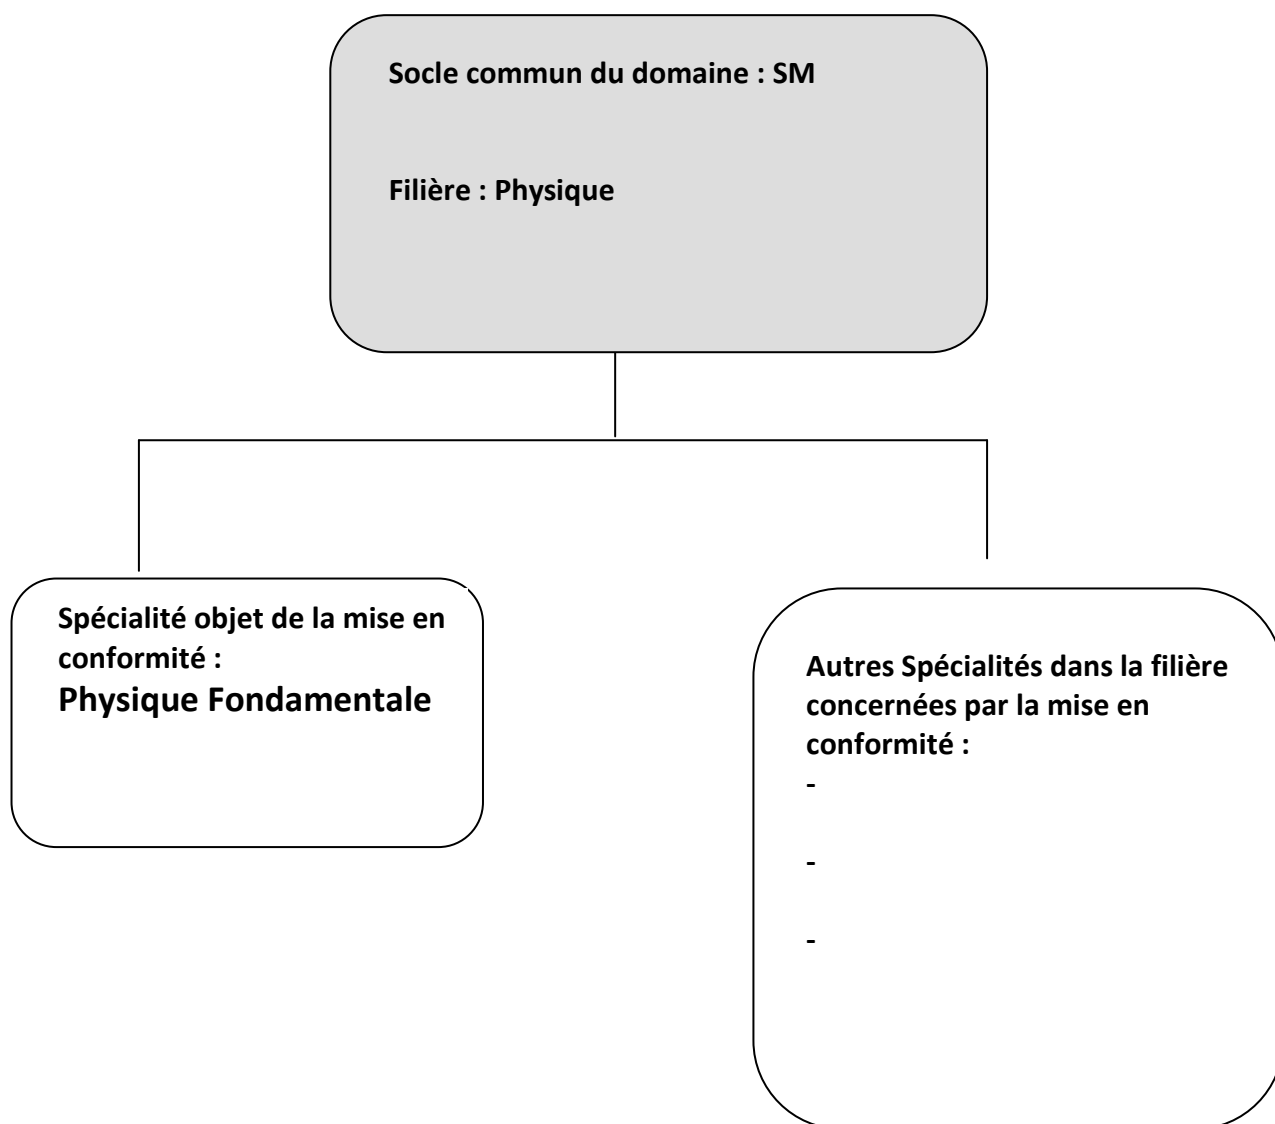 Socle commun du domaine : SM
Filière : Physique
Spécialité objet de la mise en
conformité :
Physique Fondamentale
Autres Spécialités dans la filière
concernées par la mise en
conformité :
-
-
-